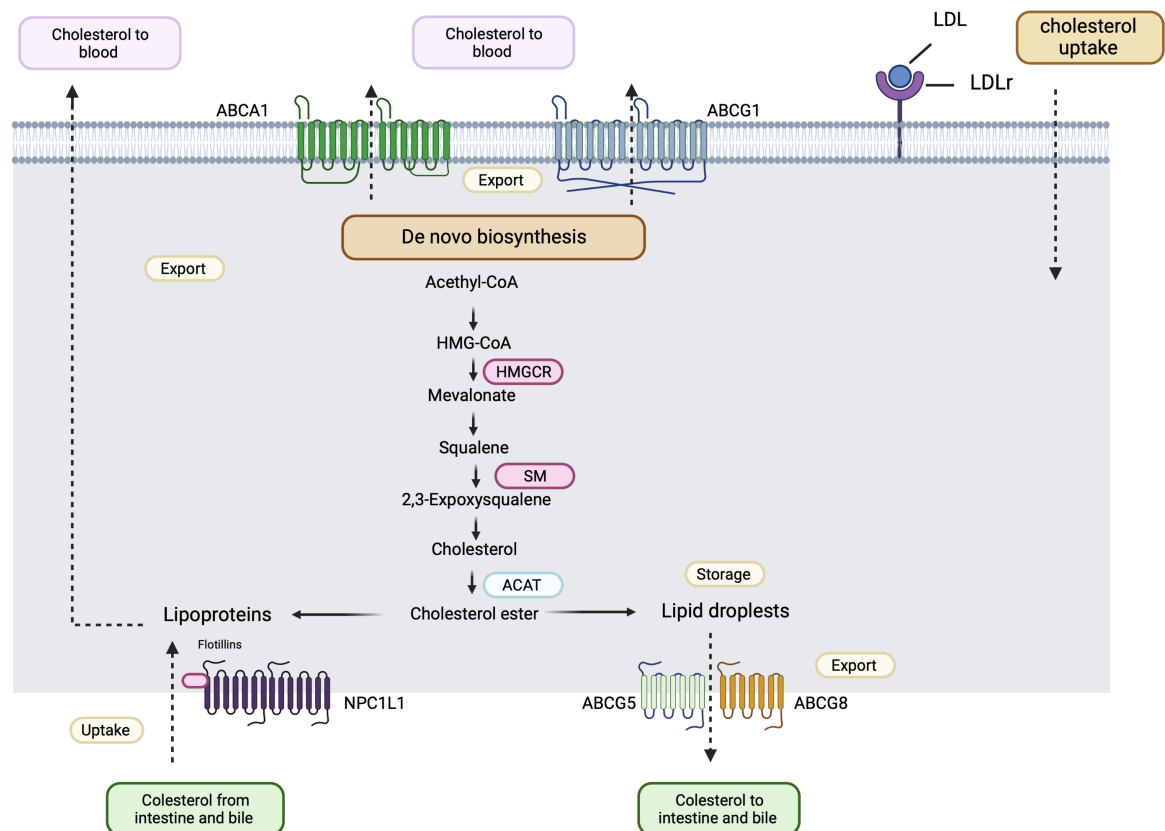 Cholesterol to
blood
Cholesterol to
blood
LDL
cholesterol
uptake
LDLr
ABCA1
ABCG1
Export
De novo biosynthesis
Export
Acethyl-CoA
HMG-CoA
HMGCR
Mevalonate
Squalene
SM
2,3-Expoxysqualene
Cholesterol
ACAT
Storage
Lipoproteins
Cholesterol ester
Lipid droplests
Flotillins
Export
NPC1L1
ABCG5
ABCG8
Uptake
Colesterol from
intestine and bile
Colesterol to
intestine and bile